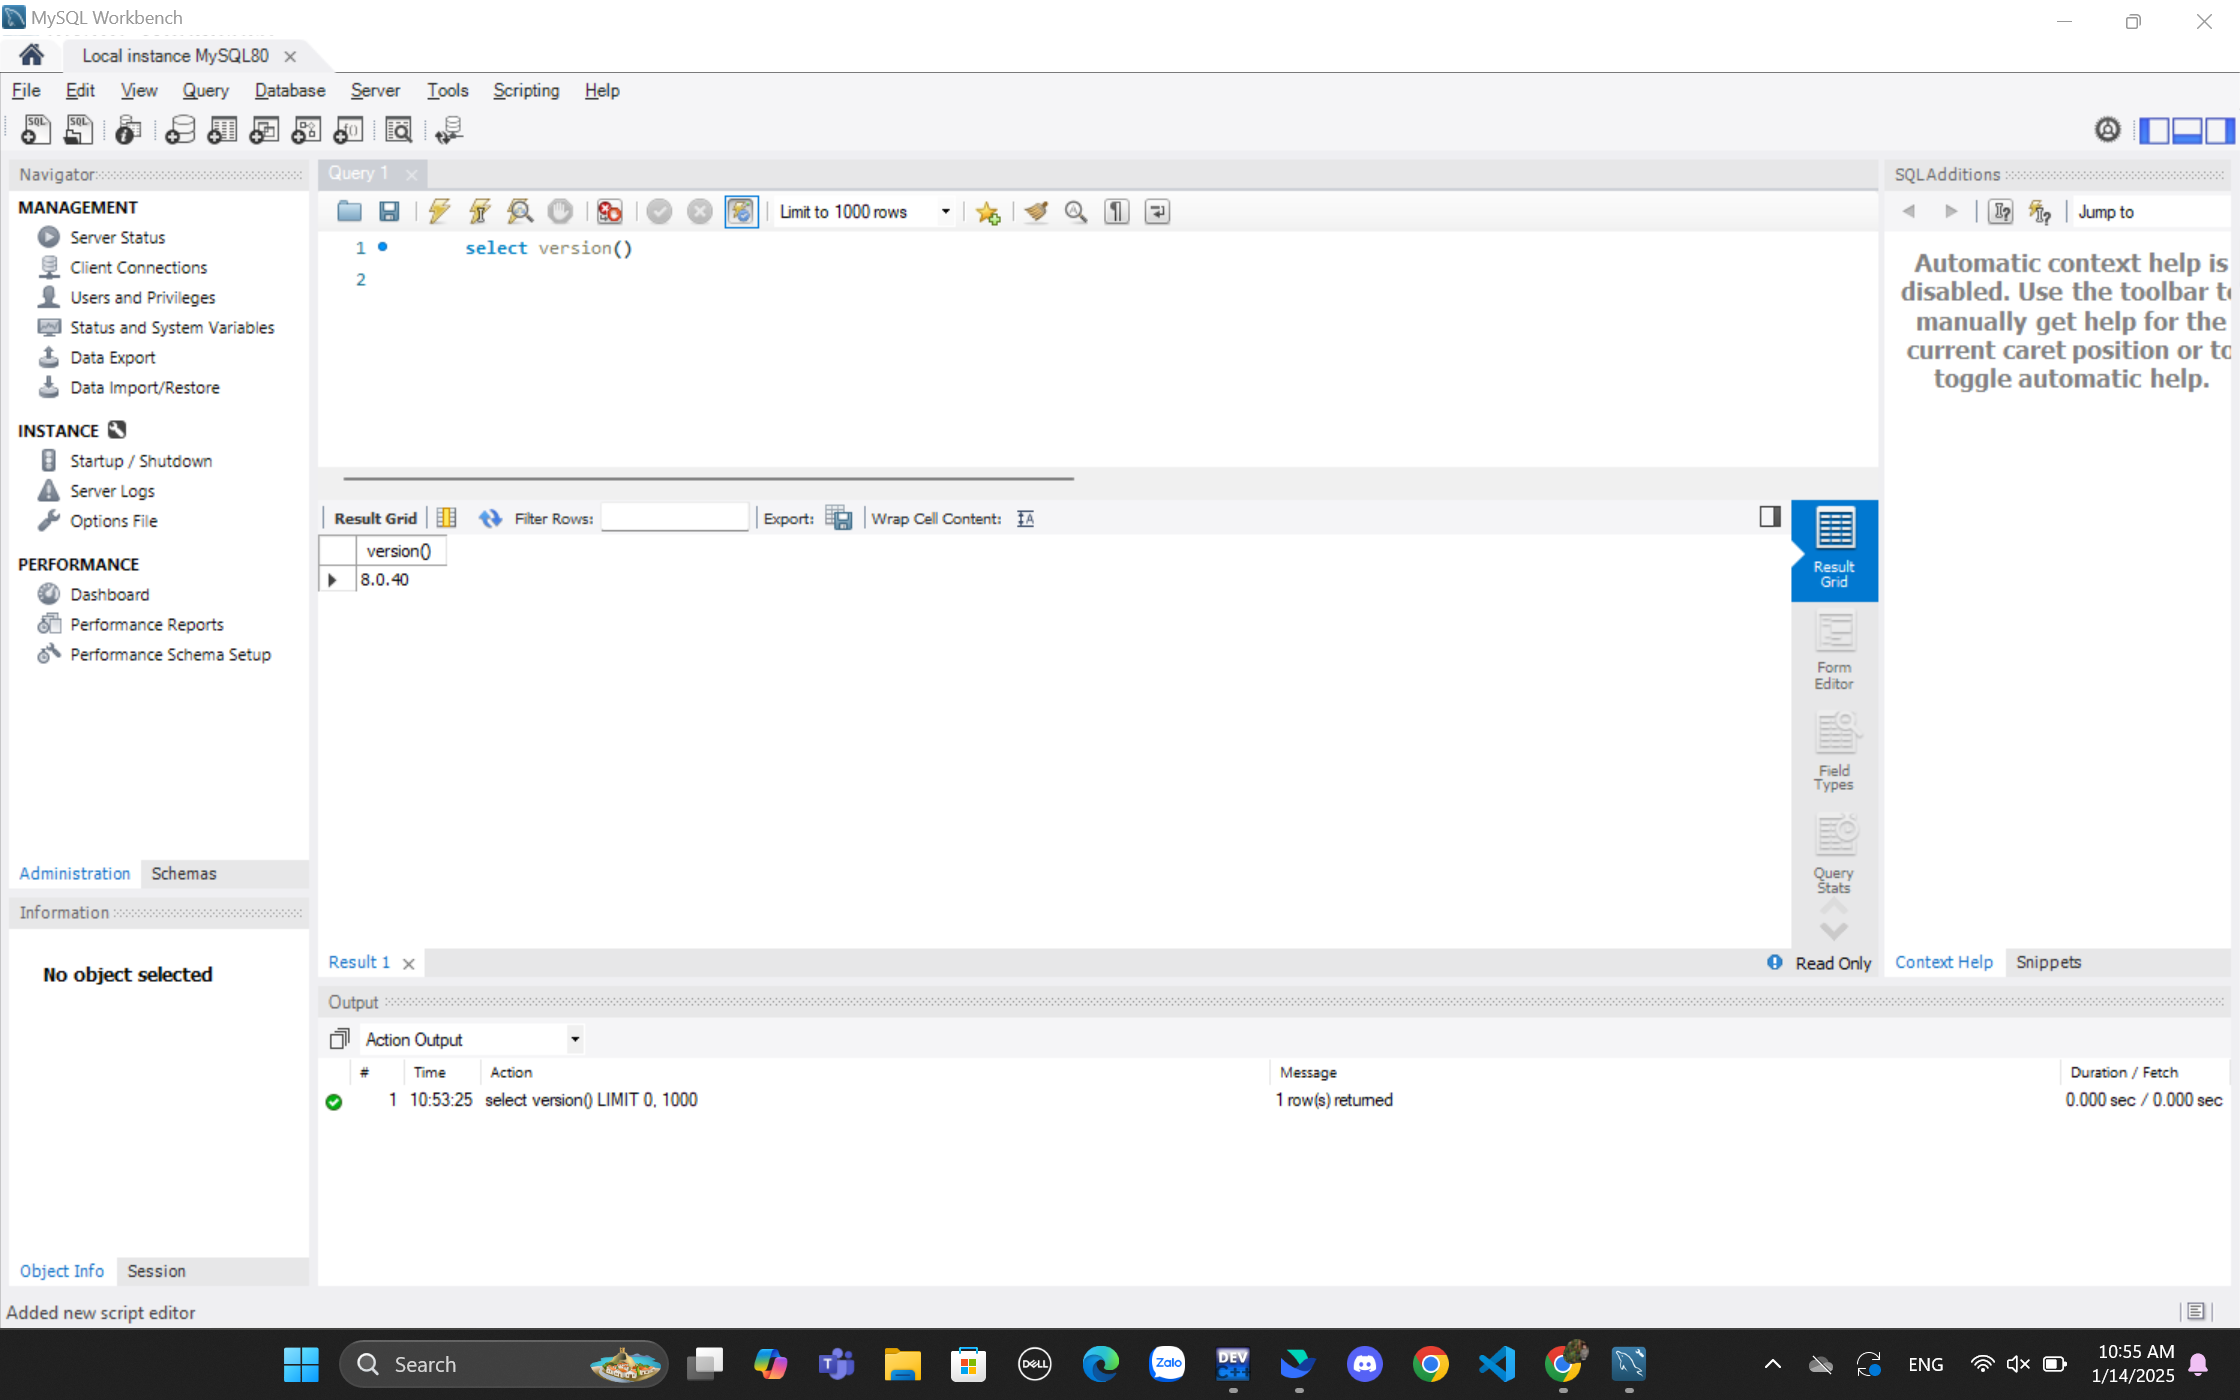 MySQL Workbench
Local instance MySQL80
File Edit View Query Database Server Tools Scripting Help
Navigator
MANAGEMENT
Server Status
Client Connections
Users and Privileges
Status and System Variables
Data Export
Data Import/Restore
INSTANCE
Startup / Shutdown
Server Logs
Options File
PERFORMANCE
Dashboard
Performance Reports
Performance Schema Setup
Administration Schemas
Information
No object selected
Object Info Session
Query 1
Limit to 1000 rows
1 select version()
2
Result Grid Filter Rows: Export: Wrap Cell Content:
version()
8.0.40
Result Grid
Form Editor
Field Types
Query Stats
Result 1
Read Only
SQLAdditions
Jump to
Automatic context help is
disabled. Use the toolbar to
manually get help for the
current caret position or to
toggle automatic help.
Context Help Snippets
Output
Action Output
# Time Action Message Duration / Fetch
1 10:53:25 select version() LIMIT 0, 1000 1 row(s) returned 0.000 sec / 0.000 sec
Added new script editor
Search
DELL
Zalo
DEV
C++
ENG
10:55 AM
1/14/2025